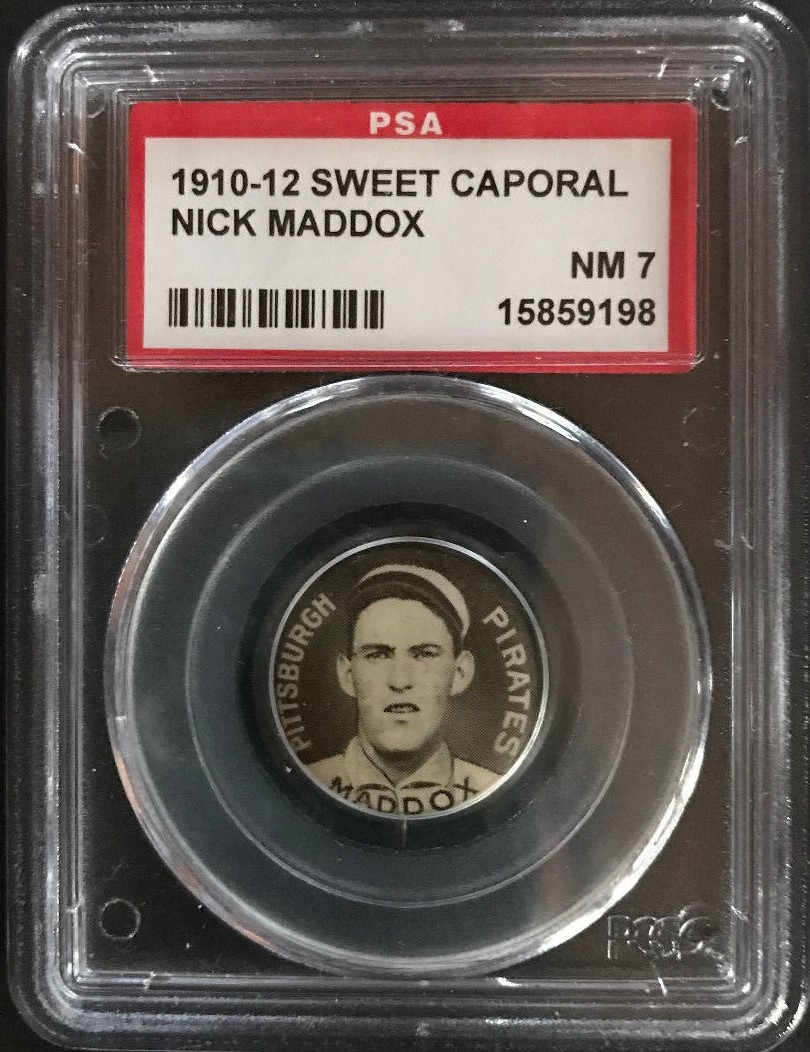 PSA
1910-12 SWEET CAPORAL
NICK MADDOX
NM 7
15859198
PITTSBURGH
PIRATES
MADDOX